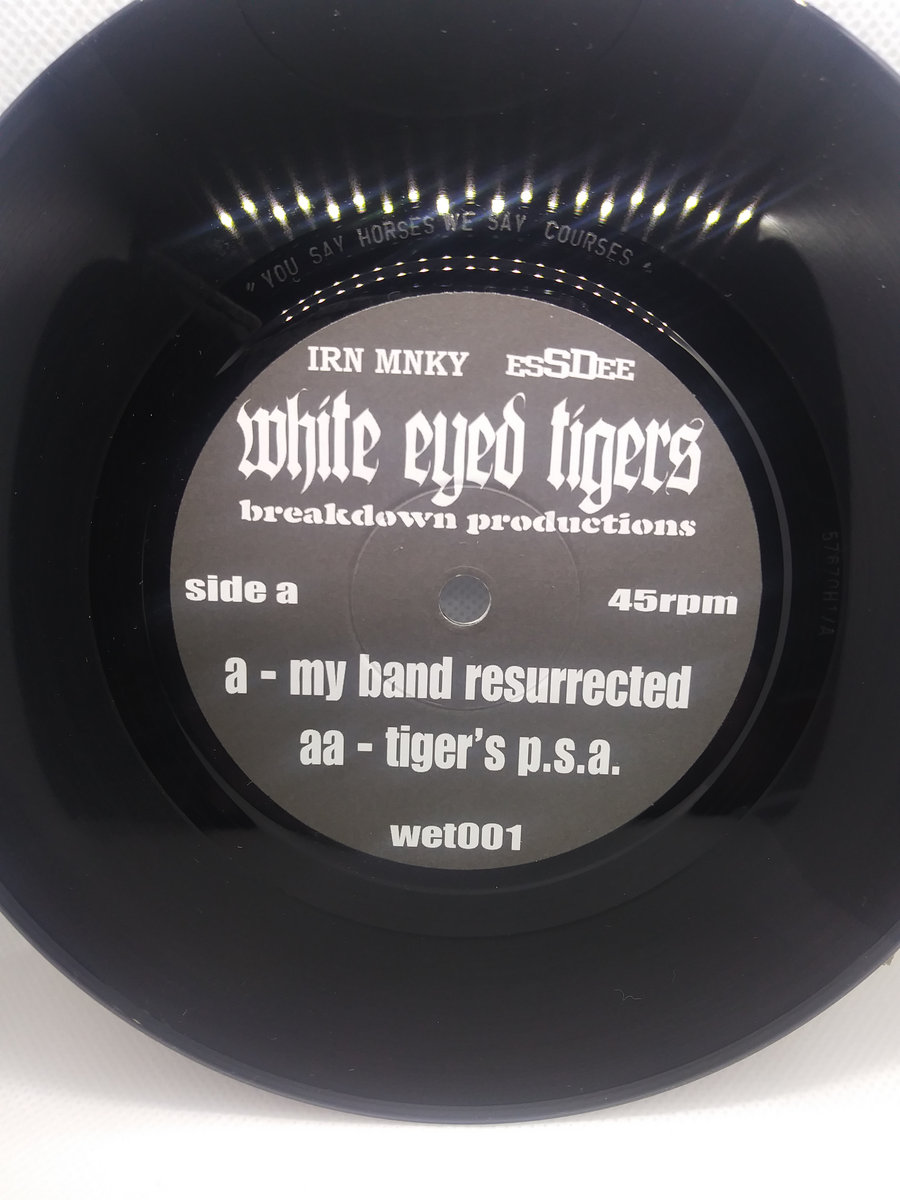 "YOU SAY HORSES WE SAY COURSES"
IRN MNKY esSDee
white eyed tigers
breakdown productions
side a 45rpm
a - my band resurrected
aa - tiger's p.s.a.
wet001